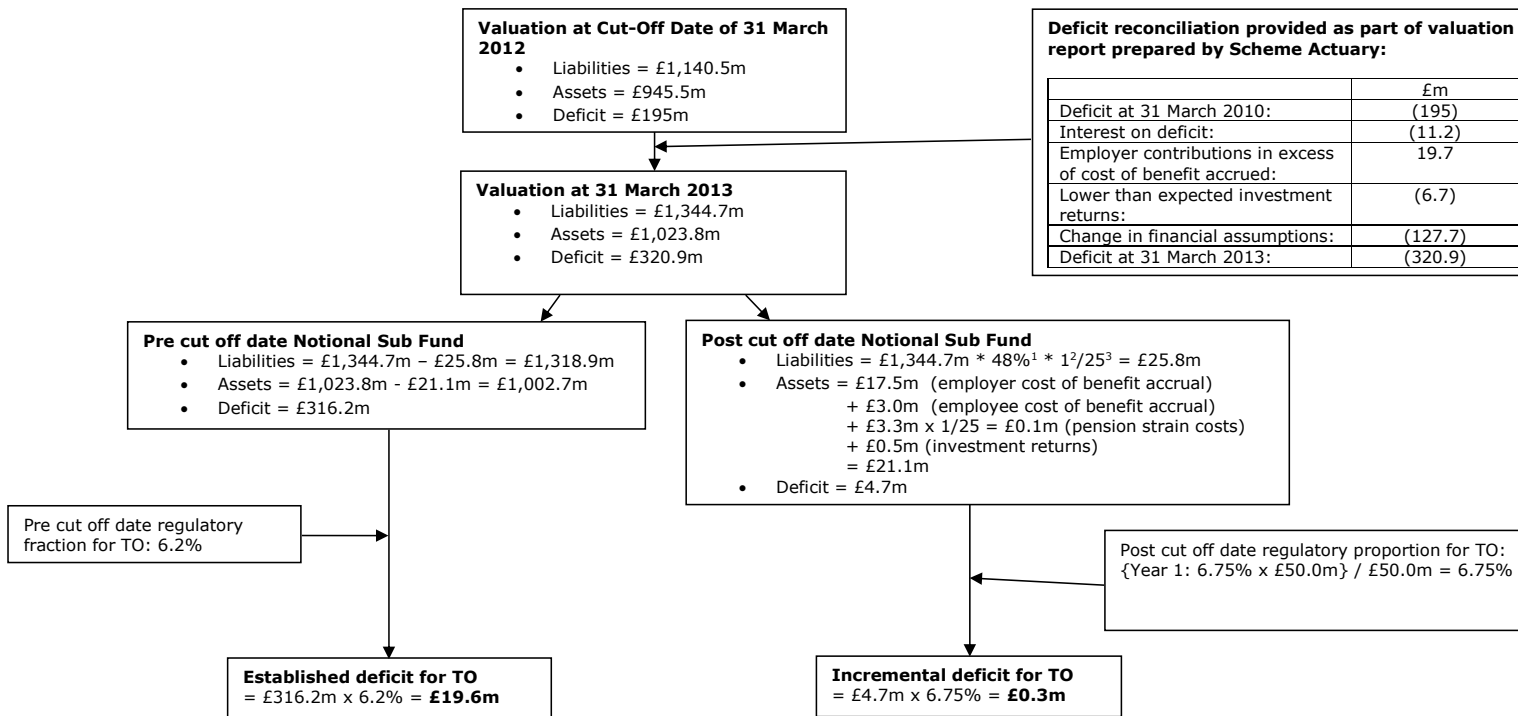 Valuation at Cut-Off Date of 31 March
2012
• Liabilities = £1,140.5m
• Assets = £945.5m
• Deficit = £195m
Deficit reconciliation provided as part of valuation
report prepared by Scheme Actuary:
£m
Deficit at 31 March 2010: (195)
Interest on deficit: (11.2)
Employer contributions in excess 19.7
of cost of benefit accrued:
Lower than expected investment (6.7)
returns:
Change in financial assumptions: (127.7)
Deficit at 31 March 2013: (320.9)
Valuation at 31 March 2013
• Liabilities = £1,344.7m
• Assets = £1,023.8m
• Deficit = £320.9m
Pre cut off date Notional Sub Fund
• Liabilities = £1,344.7m – £25.8m = £1,318.9m
• Assets = £1,023.8m - £21.1m = £1,002.7m
• Deficit = £316.2m
Post cut off date Notional Sub Fund
• Liabilities = £1,344.7m * 48%¹ * 1²/25³ = £25.8m
• Assets = £17.5m (employer cost of benefit accrual)
+ £3.0m (employee cost of benefit accrual)
+ £3.3m x 1/25 = £0.1m (pension strain costs)
+ £0.5m (investment returns)
= £21.1m
• Deficit = £4.7m
Pre cut off date regulatory
fraction for TO: 6.2%
Post cut off date regulatory proportion for TO:
{Year 1: 6.75% x £50.0m} / £50.0m = 6.75%
Established deficit for TO
= £316.2m x 6.2% = £19.6m
Incremental deficit for TO
= £4.7m x 6.75% = £0.3m